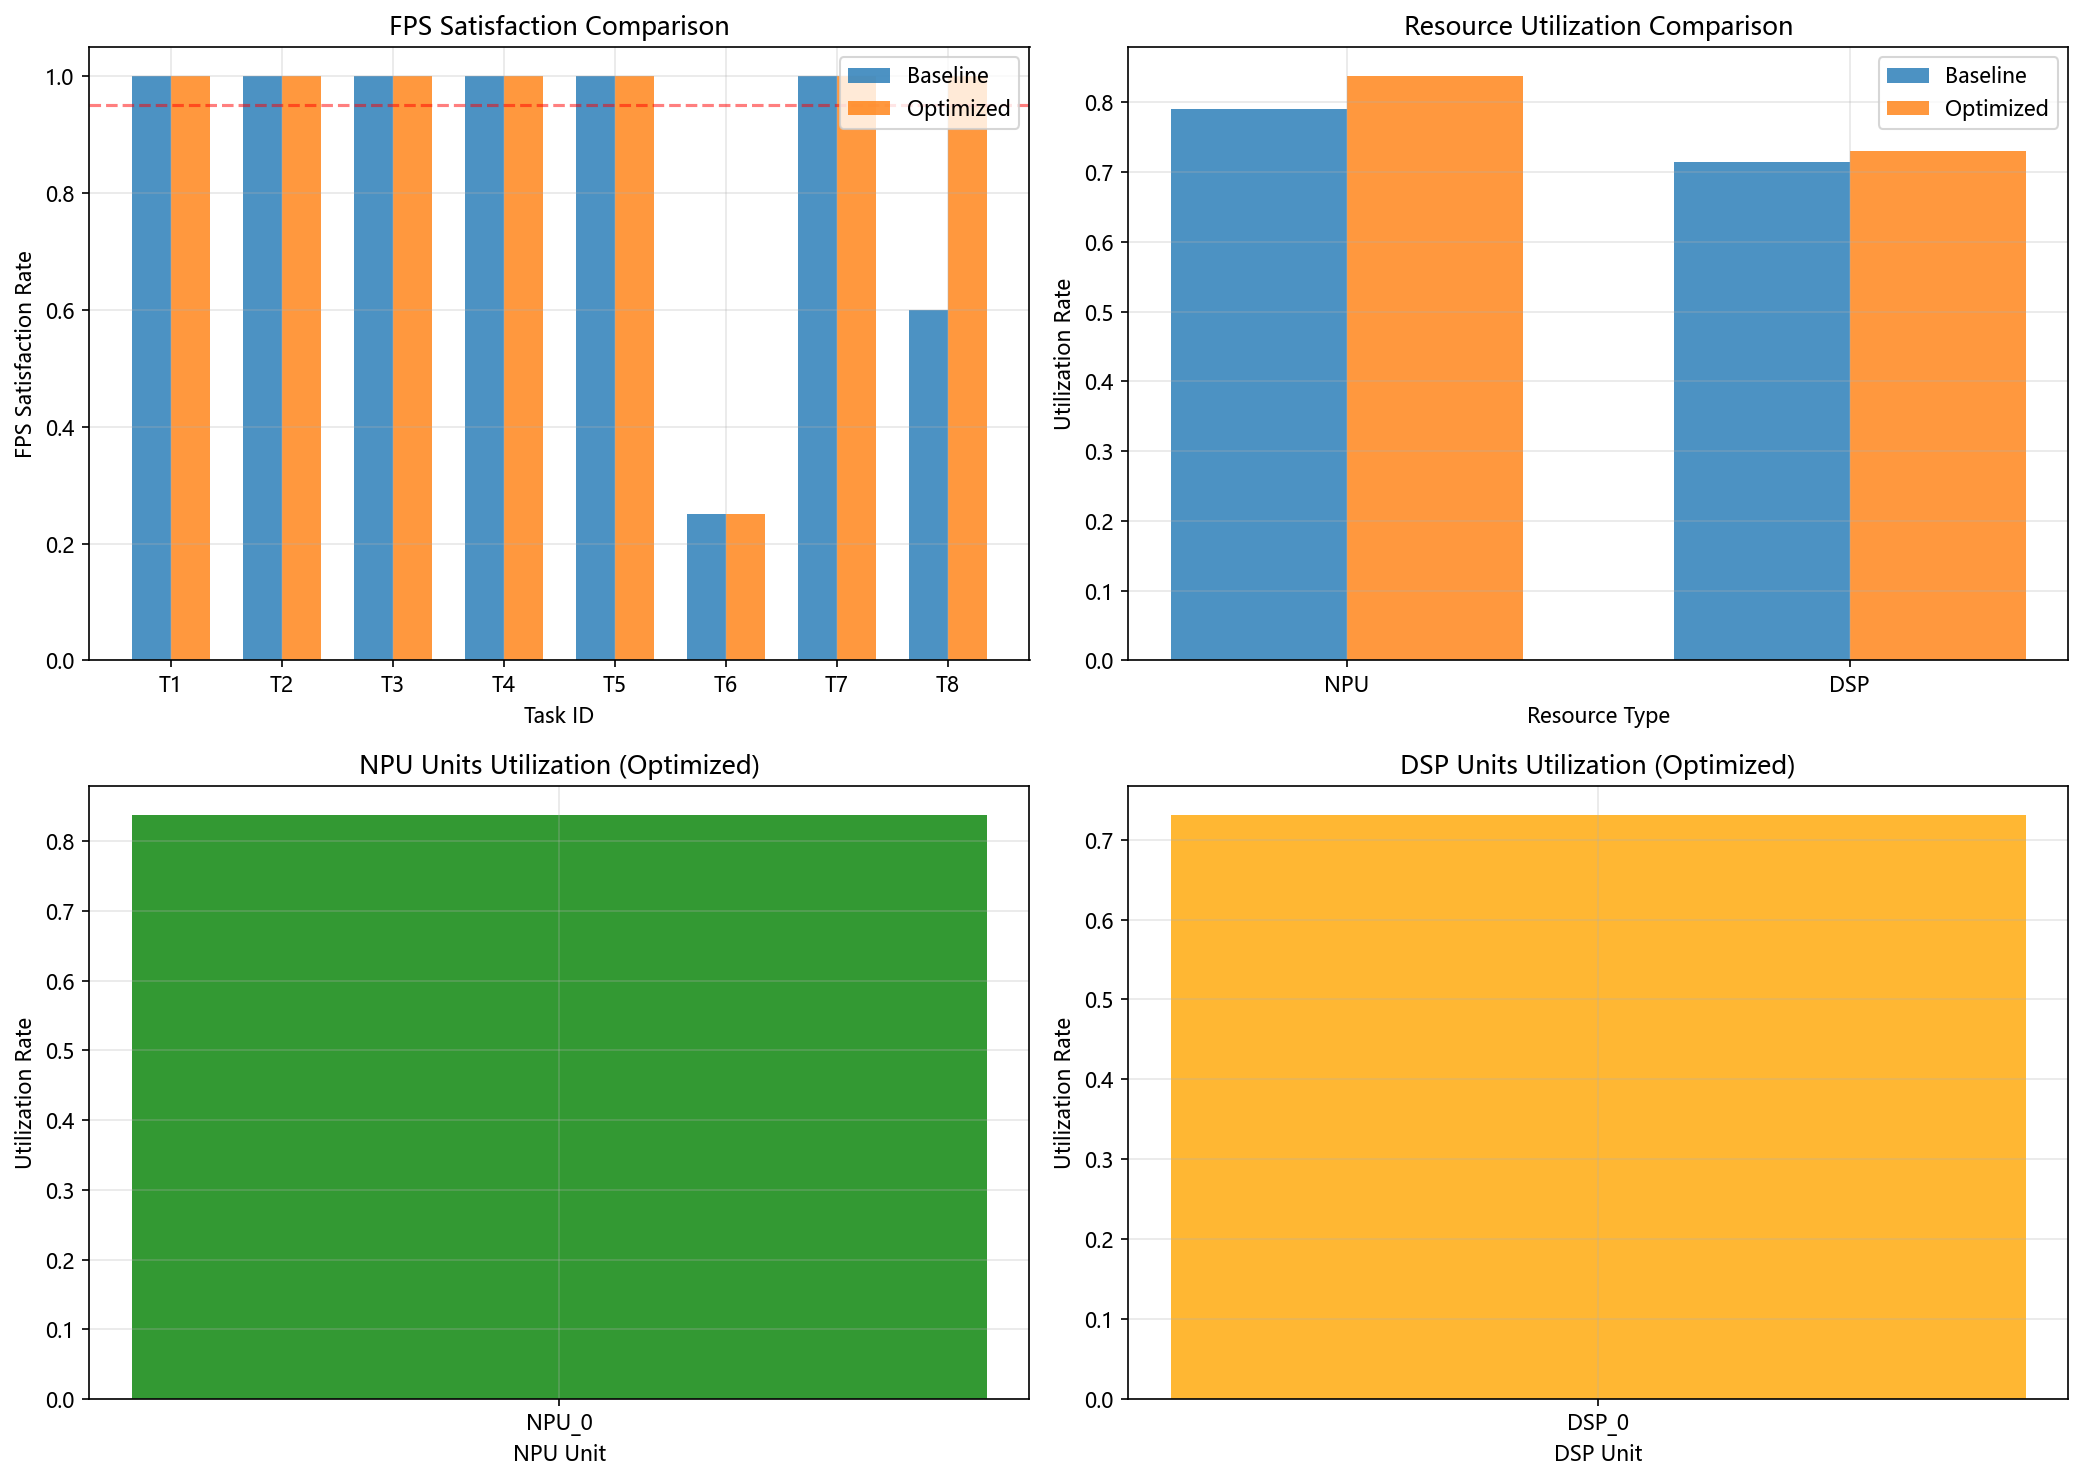 FPS Satisfaction Comparison
FPS Satisfaction Rate
1.0
0.8
0.6
0.4
0.2
0.0
Baseline
Optimized
T1 T2 T3 T4 T5 T6 T7 T8
Task ID
Resource Utilization Comparison
Utilization Rate
0.8
0.7
0.6
0.5
0.4
0.3
0.2
0.1
0.0
Baseline
Optimized
NPU DSP
Resource Type
NPU Units Utilization (Optimized)
Utilization Rate
0.8
0.7
0.6
0.5
0.4
0.3
0.2
0.1
0.0
NPU_0
NPU Unit
DSP Units Utilization (Optimized)
Utilization Rate
0.7
0.6
0.5
0.4
0.3
0.2
0.1
0.0
DSP_0
DSP Unit